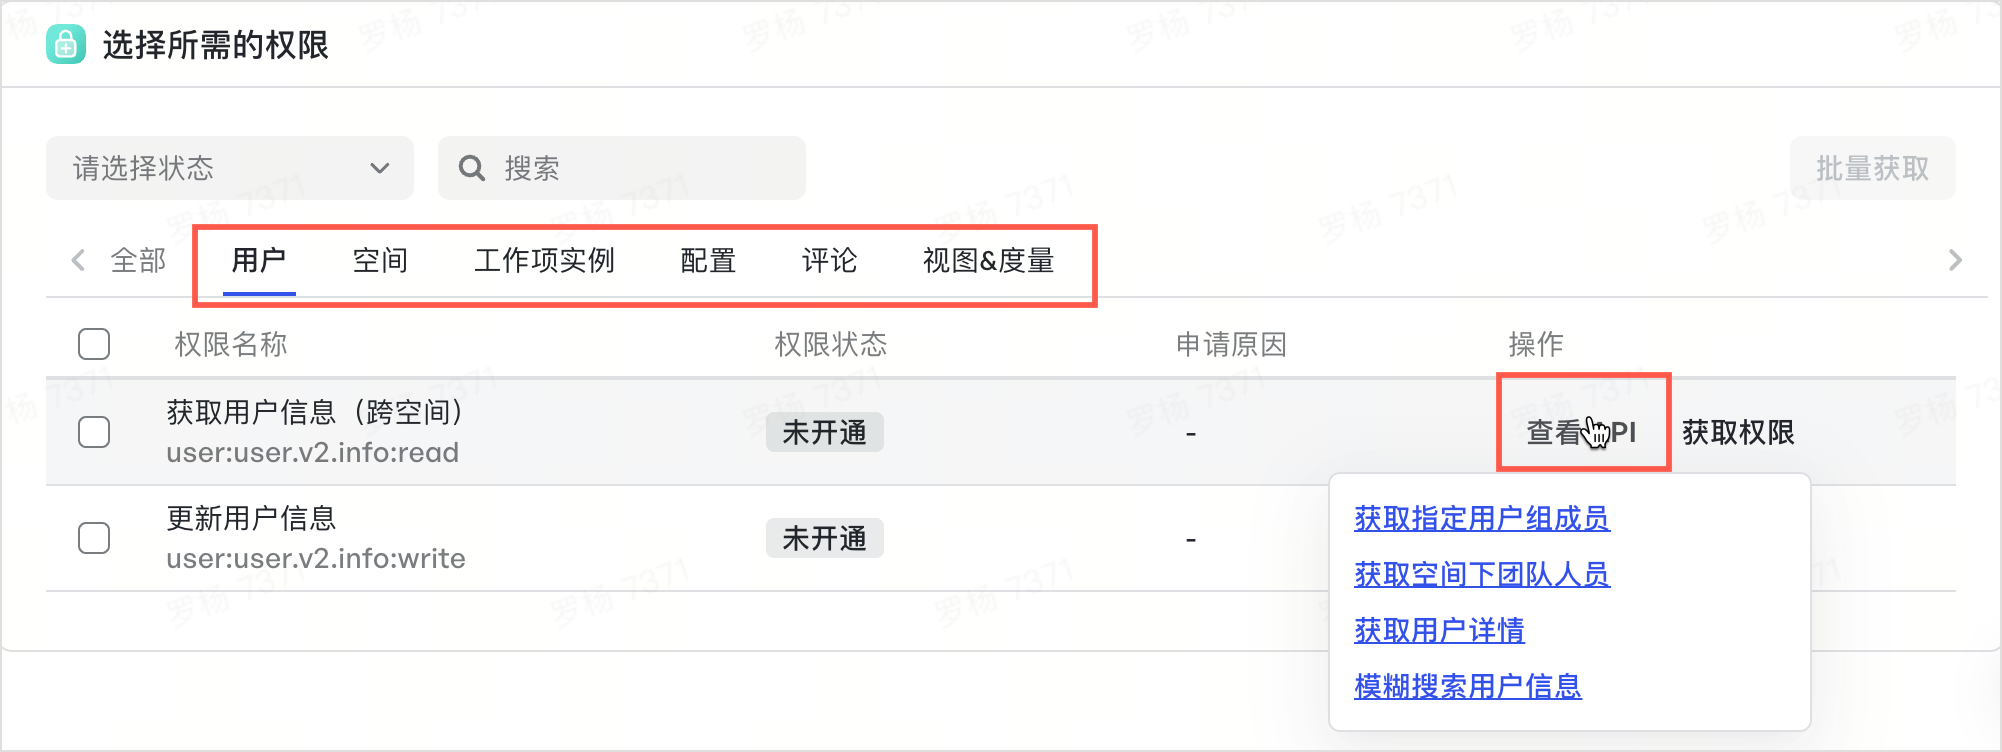 选择所需的权限
请选择状态
搜索
批量获取
全部 用户 空间 工作项实例 配置 评论 视图&度量
权限名称 权限状态 申请原因 操作
获取用户信息（跨空间）
user:user.v2.info:read
未开通
-
查看 PI 获取权限
更新用户信息
user:user.v2.info:write
未开通
-
获取指定用户组成员
获取空间下团队人员
获取用户详情
模糊搜索用户信息
罗杨 7371